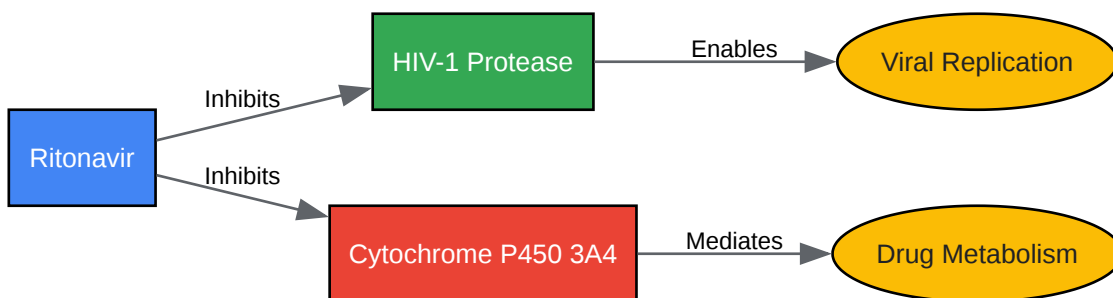 HIV-1 Protease
Enables
Viral Replication
Inhibits
Ritonavir
Inhibits
Cytochrome P450 3A4
Mediates
Drug Metabolism